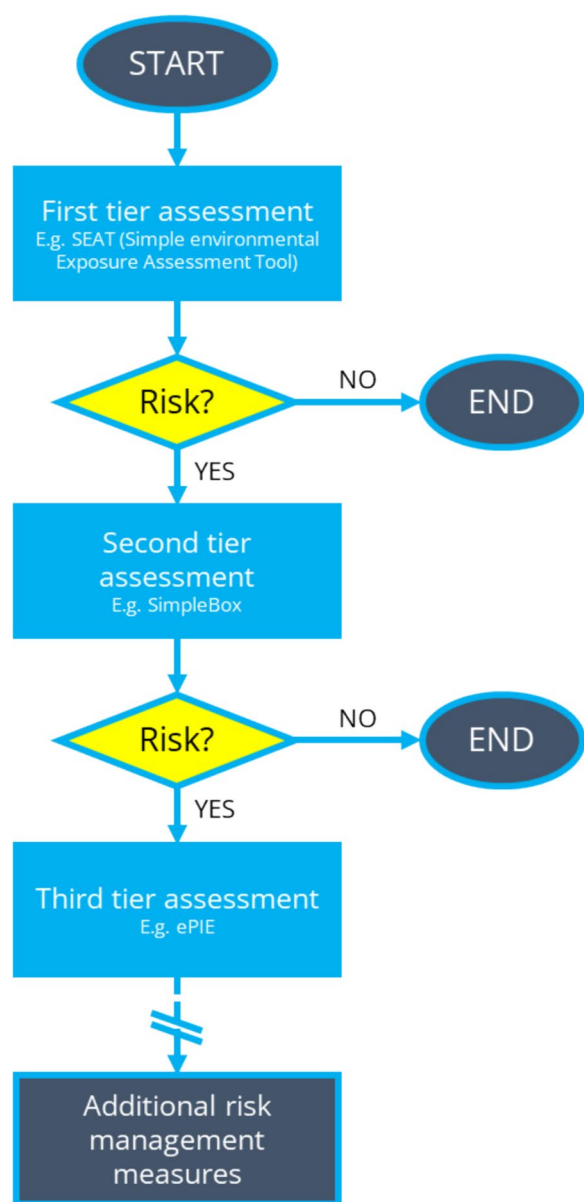 START
First tier assessment
E.g. SEAT (Simple environmental
Exposure Assessment Tool)
Risk?
NO
END
YES
Second tier
assessment
E.g. SimpleBox
Risk?
NO
END
YES
Third tier assessment
E.g. ePIE
Additional risk
management
measures